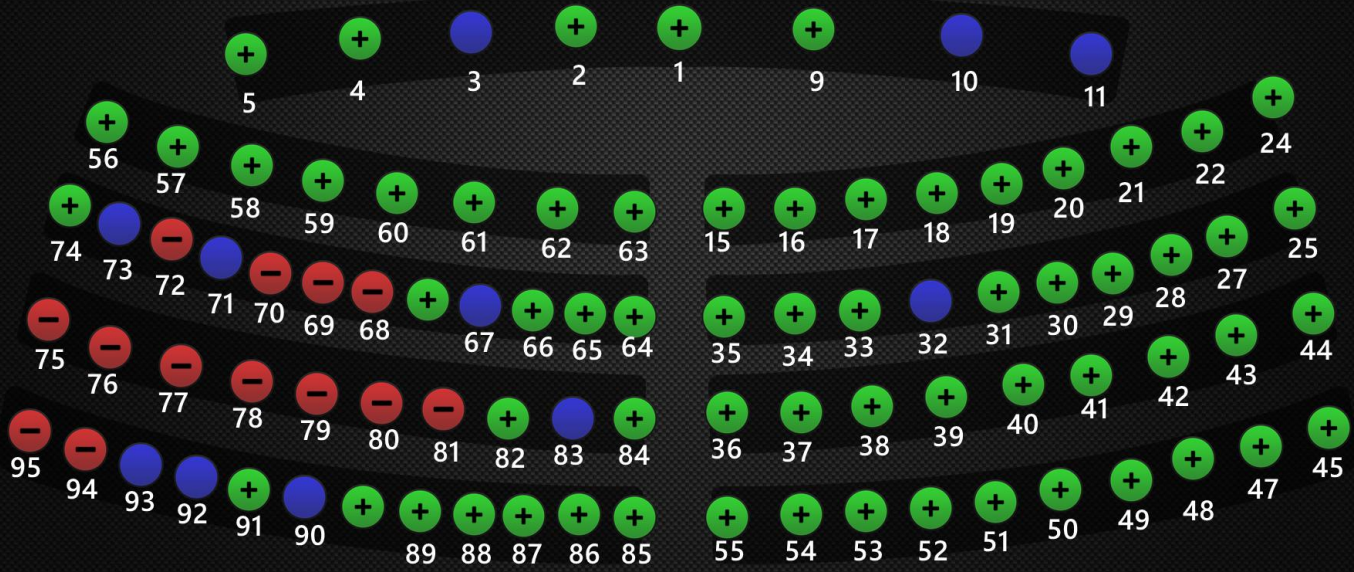 + + + + +
5 4 3 2 1 9 10 11
+ + + + + + + + + + + + + + + + +
56 57 58 59 60 61 62 63 15 16 17 18 19 20 21 22 24
+ − − − − + + + + + + + + + + + + +
74 73 72 71 70 69 68 67 66 65 64 35 34 33 32 31 30 29 28 27 25
− − − − − − − + + + + + + + + + + +
75 76 77 78 79 80 81 82 83 84 36 37 38 39 40 41 42 43 44
− − + + + + + + + + + + + + + + + + +
95 94 93 92 91 90 89 88 87 86 85 55 54 53 52 51 50 49 48 47 45